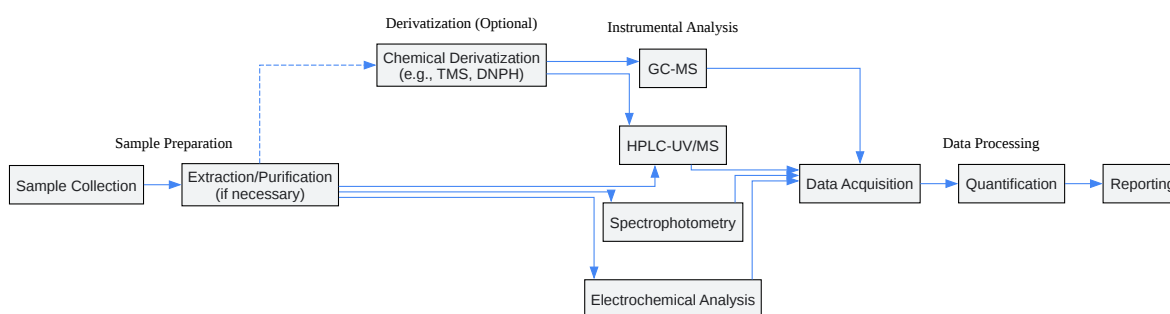 Derivatization (Optional)
Instrumental Analysis
Chemical Derivatization
(e.g., TMS, DNPH)
GC-MS
Sample Preparation
HPLC-UV/MS
Data Processing
Sample Collection
Extraction/Purification
(if necessary)
Data Acquisition
Quantification
Reporting
Spectrophotometry
Electrochemical Analysis